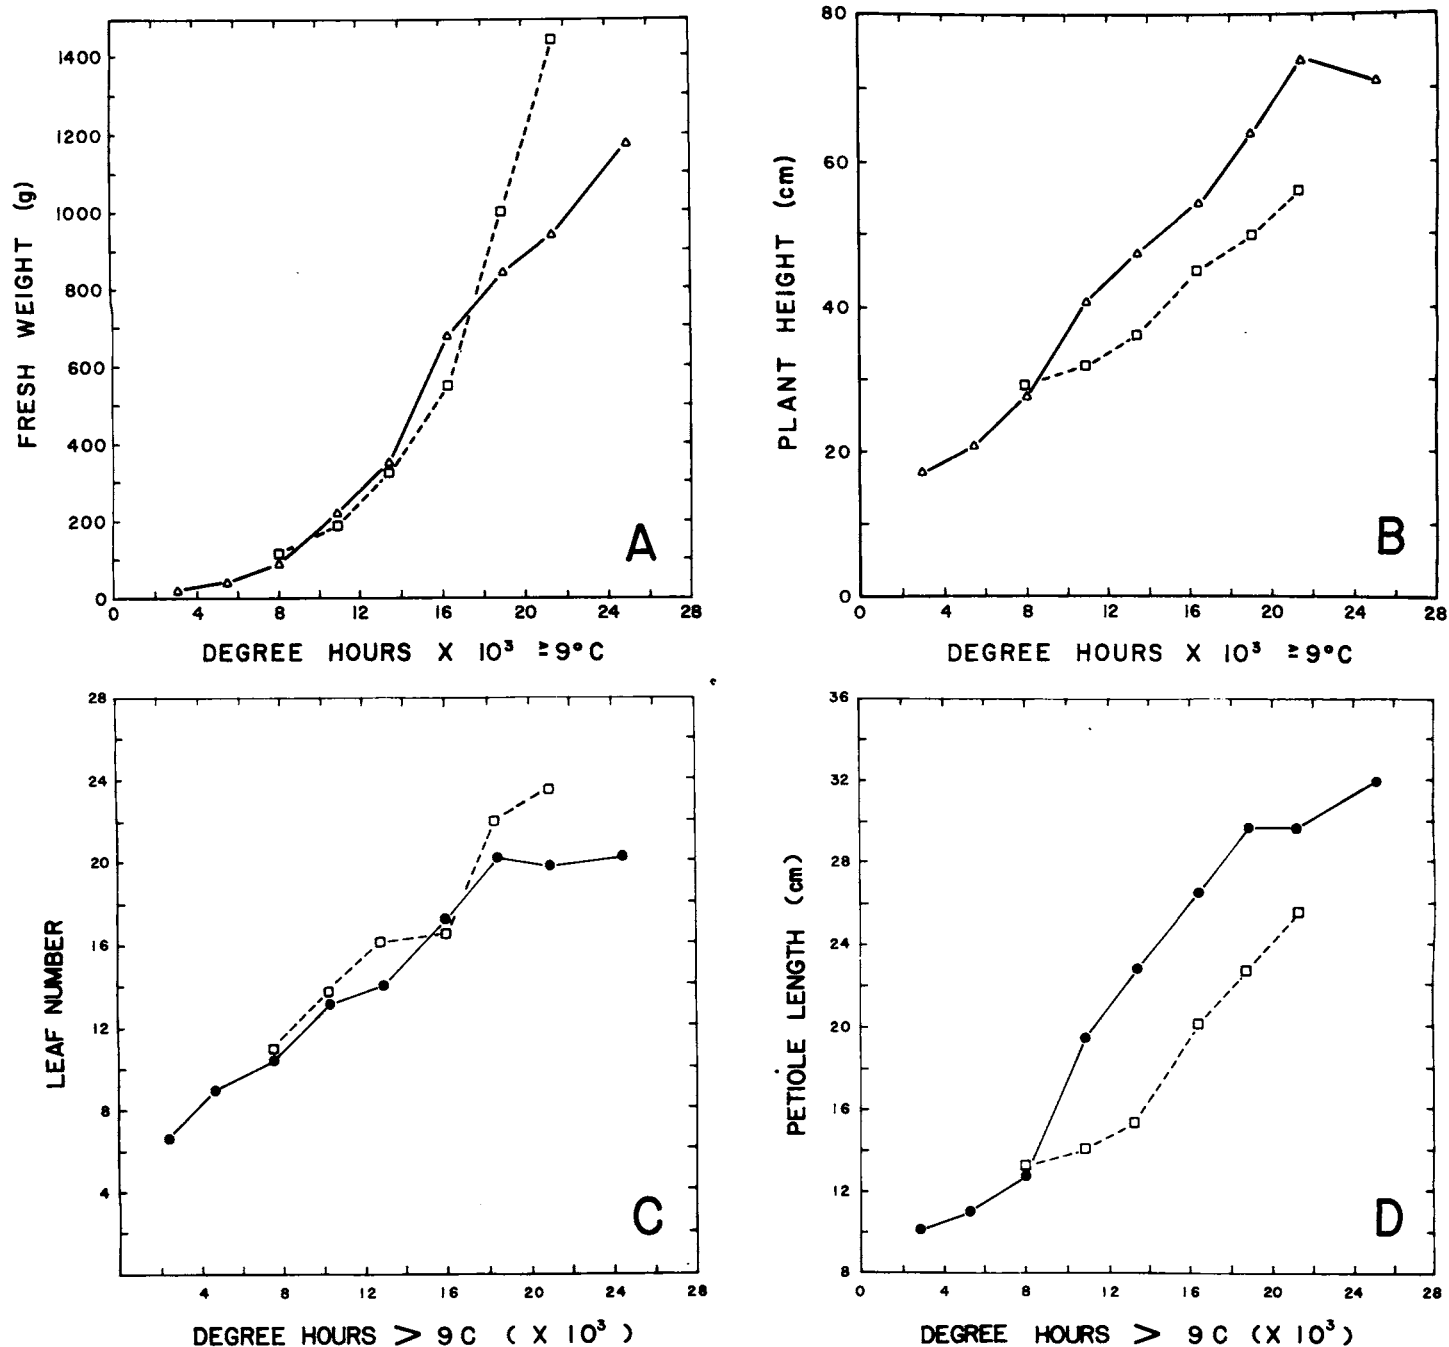 1400
1200
1000
800
600
400
200
0
FRESH WEIGHT (g)
A
0 4 8 12 16 20 24 28
DEGREE HOURS X 10³ ≥9°C
80
60
40
20
0
PLANT HEIGHT (cm)
B
0 4 8 12 16 20 24 28
DEGREE HOURS X 10³ ≥9°C
28
24
20
16
12
8
4
LEAF NUMBER
C
4 8 12 16 20 24 28
DEGREE HOURS > 9 C ( X 10³ )
36
32
28
24
20
16
12
8
PETIOLE LENGTH (cm)
D
0 4 8 12 16 20 24 28
DEGREE HOURS > 9 C (X 10³)